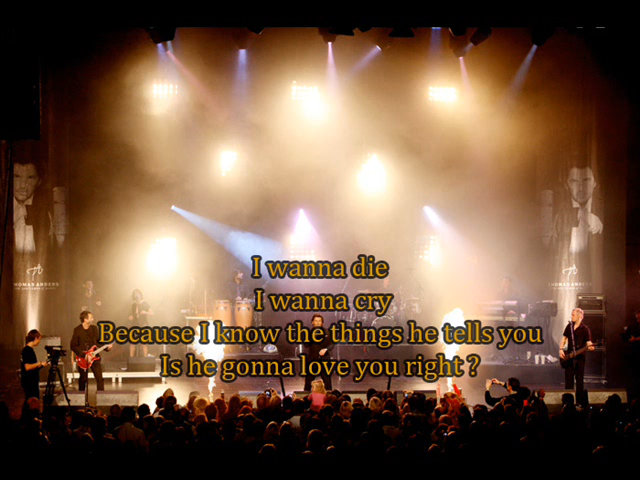 I wanna die
I wanna cry
Because I know the things he tells you
Is he gonna love you right ?